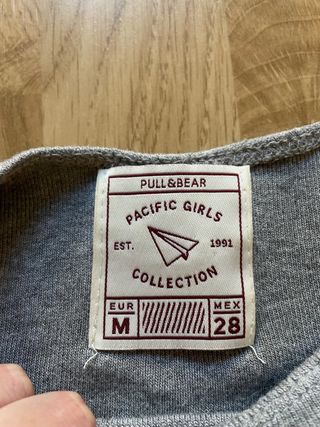 PULL&BEAR
PACIFIC GIRLS
EST. 1991
COLLECTION
EUR MEX
M 28